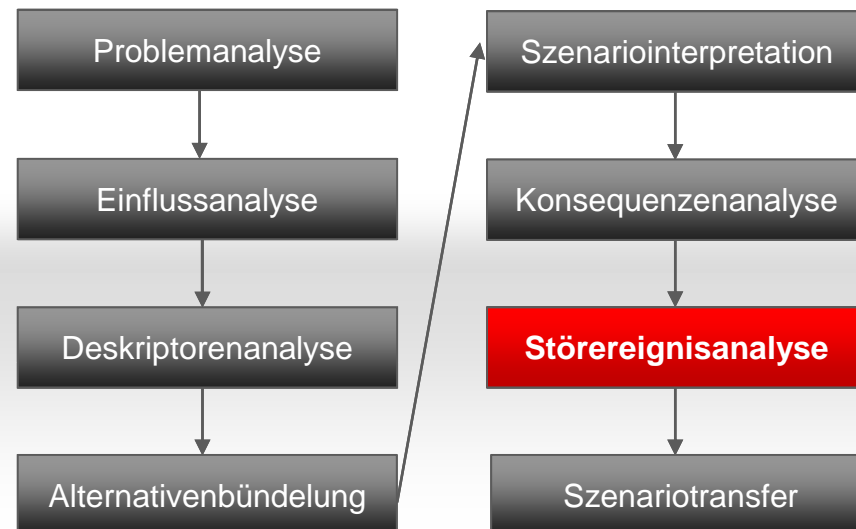 Problemanalyse
Einflussanalyse
Deskriptorenanalyse
Alternativenbündelung
Szenariointerpretation
Konsequenzenanalyse
Störereignisanalyse
Szenariotransfer